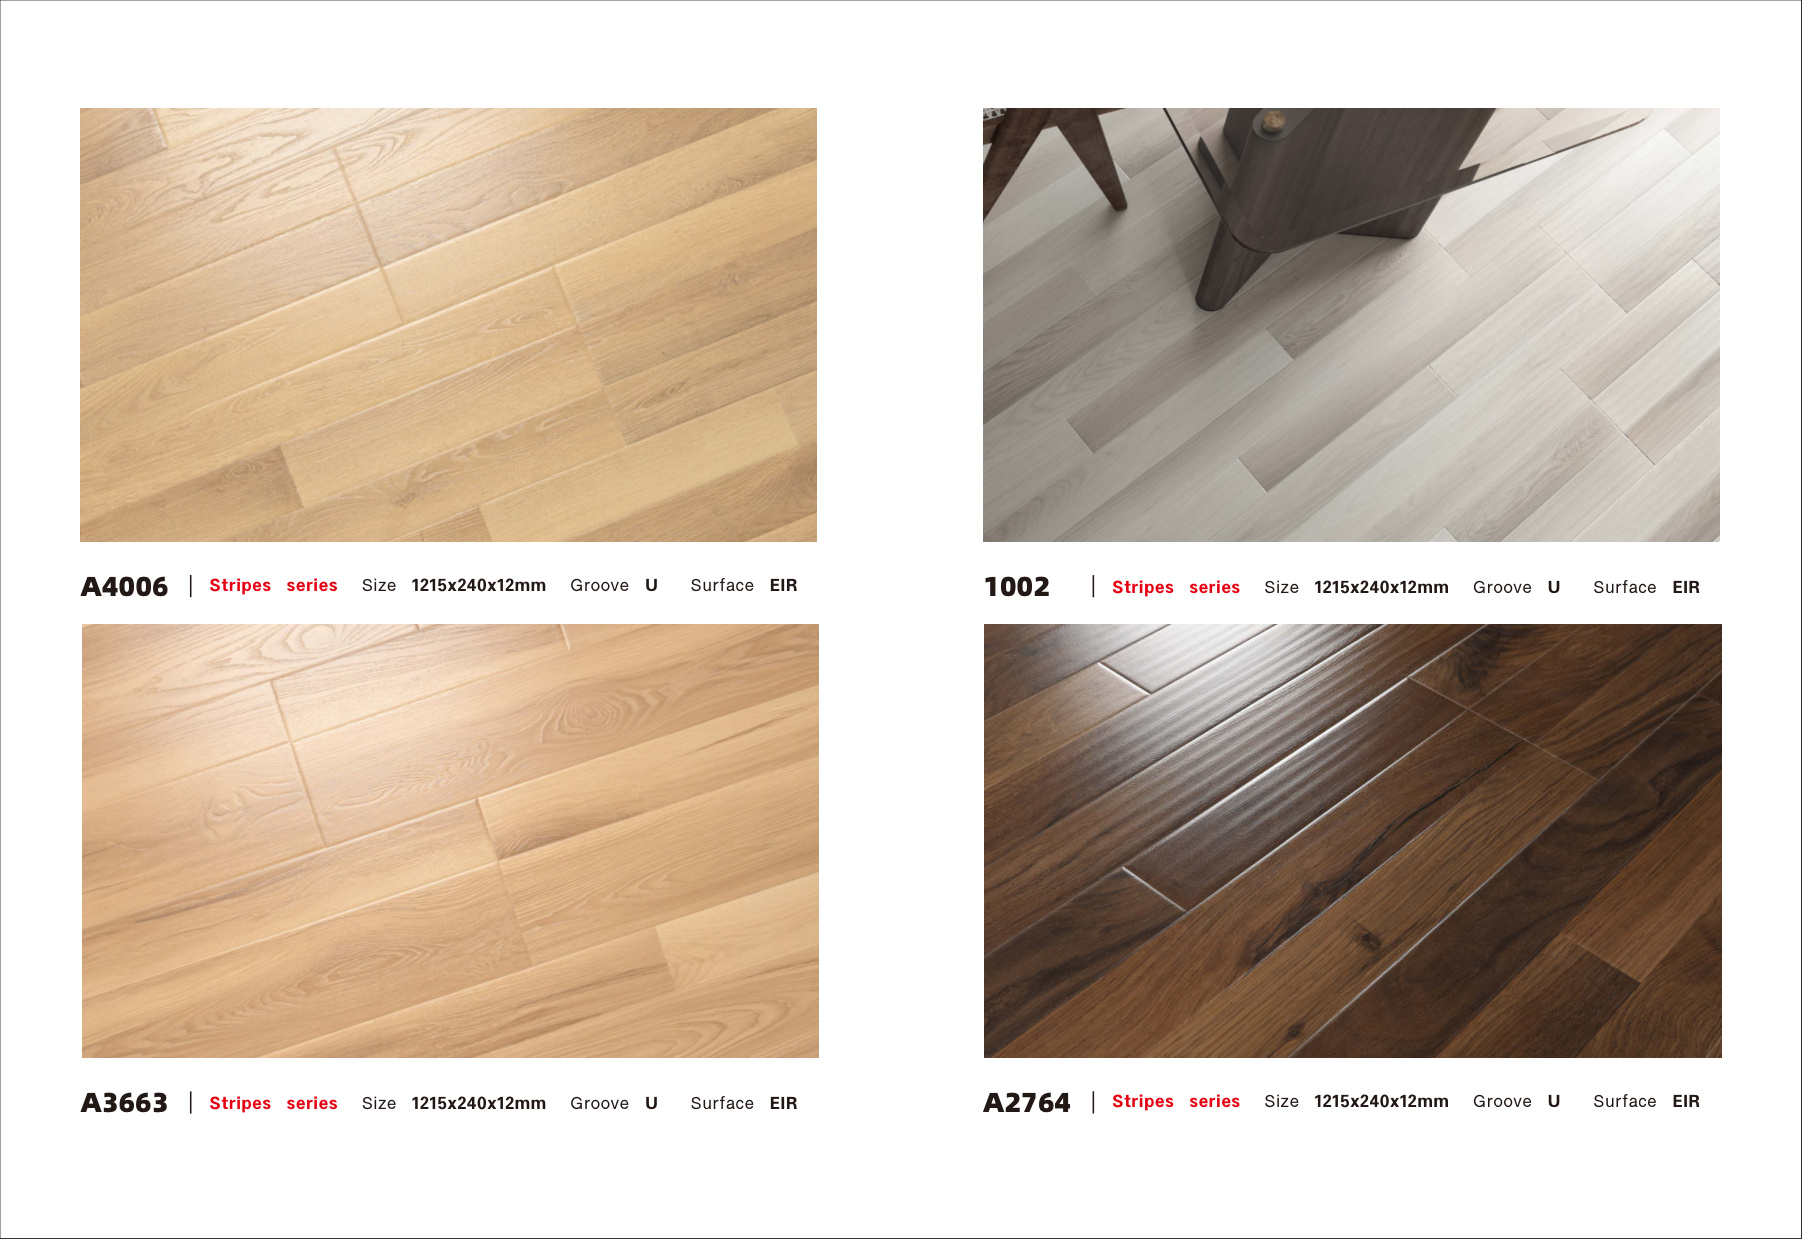 A4006 | Stripes series Size 1215x240x12mm Groove U Surface EIR
1002 | Stripes series Size 1215x240x12mm Groove U Surface EIR
A3663 | Stripes series Size 1215x240x12mm Groove U Surface EIR
A2764 | Stripes series Size 1215x240x12mm Groove U Surface EIR